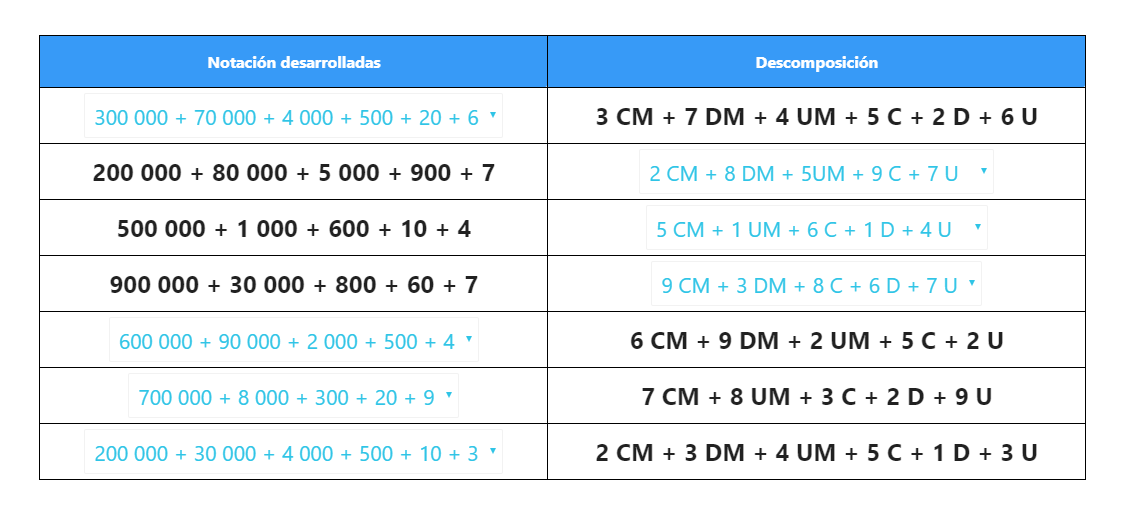 Notación desarrolladas Descomposición
300 000 + 70 000 + 4 000 + 500 + 20 + 6 3 CM + 7 DM + 4 UM + 5 C + 2 D + 6 U
200 000 + 80 000 + 5 000 + 900 + 7 2 CM + 8 DM + 5UM + 9 C + 7 U
500 000 + 1 000 + 600 + 10 + 4 5 CM + 1 UM + 6 C + 1 D + 4 U
900 000 + 30 000 + 800 + 60 + 7 9 CM + 3 DM + 8 C + 6 D + 7 U
600 000 + 90 000 + 2 000 + 500 + 4 6 CM + 9 DM + 2 UM + 5 C + 2 U
700 000 + 8 000 + 300 + 20 + 9 7 CM + 8 UM + 3 C + 2 D + 9 U
200 000 + 30 000 + 4 000 + 500 + 10 + 3 2 CM + 3 DM + 4 UM + 5 C + 1 D + 3 U